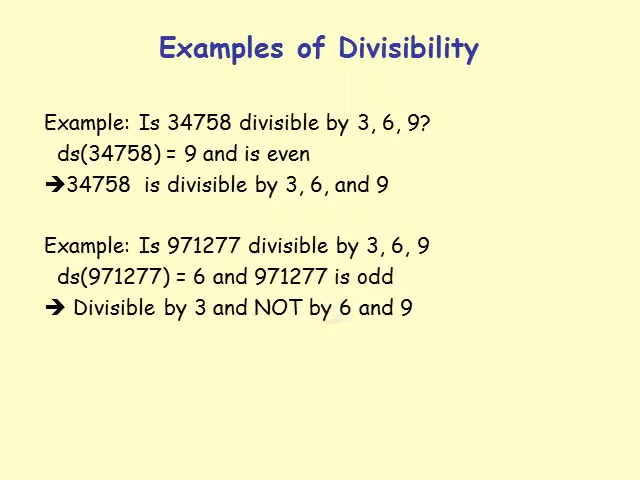 Examples of Divisibility
Example: Is 34758 divisible by 3, 6, 9?
ds(34758) = 9 and is even
➔34758 is divisible by 3, 6, and 9
Example: Is 971277 divisible by 3, 6, 9
ds(971277) = 6 and 971277 is odd
➔ Divisible by 3 and NOT by 6 and 9